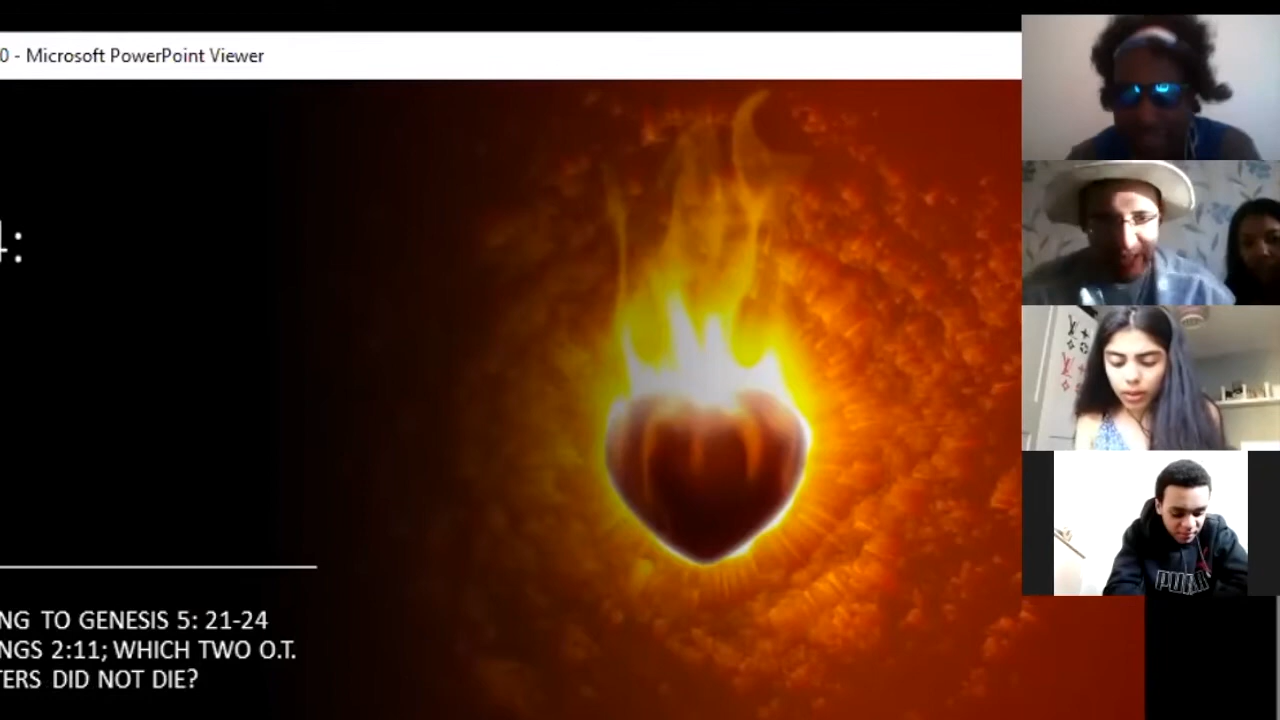 0 - Microsoft PowerPoint Viewer
4:
NG TO GENESIS 5: 21-24
NGS 2:11; WHICH TWO O.T.
TERS DID NOT DIE?
PUMA